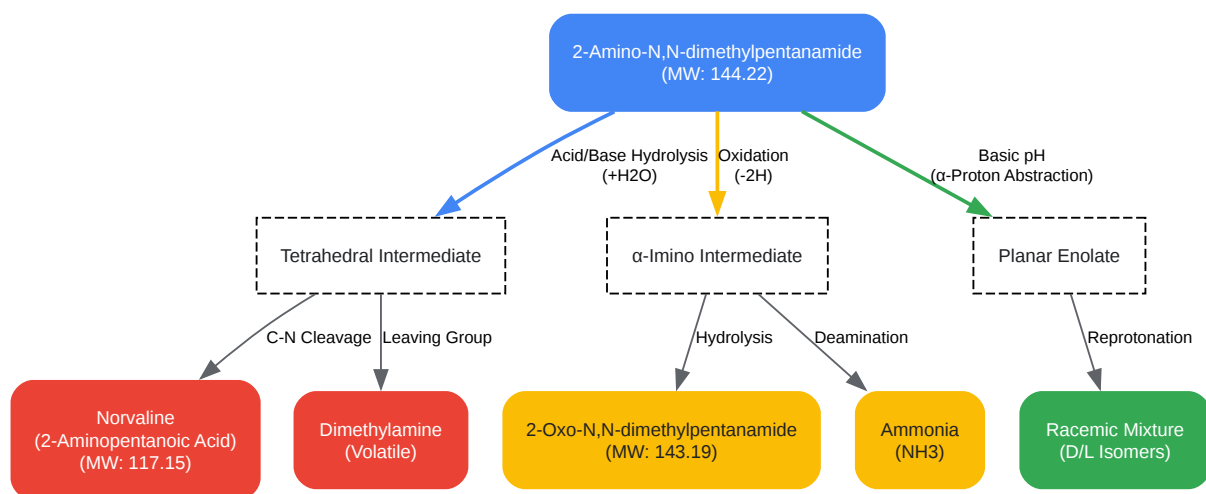 2-Amino-N,N-dimethylpentanamide
(MW: 144.22)
Acid/Base Hydrolysis
(+H2O)
Oxidation
(-2H)
Basic pH
(α-Proton Abstraction)
Tetrahedral Intermediate
α-Imino Intermediate
Planar Enolate
C-N Cleavage
Leaving Group
Hydrolysis
Deamination
Reprotonation
Norvaline
(2-Aminopentanoic Acid)
(MW: 117.15)
Dimethylamine
(Volatile)
2-Oxo-N,N-dimethylpentanamide
(MW: 143.19)
Ammonia
(NH3)
Racemic Mixture
(D/L Isomers)